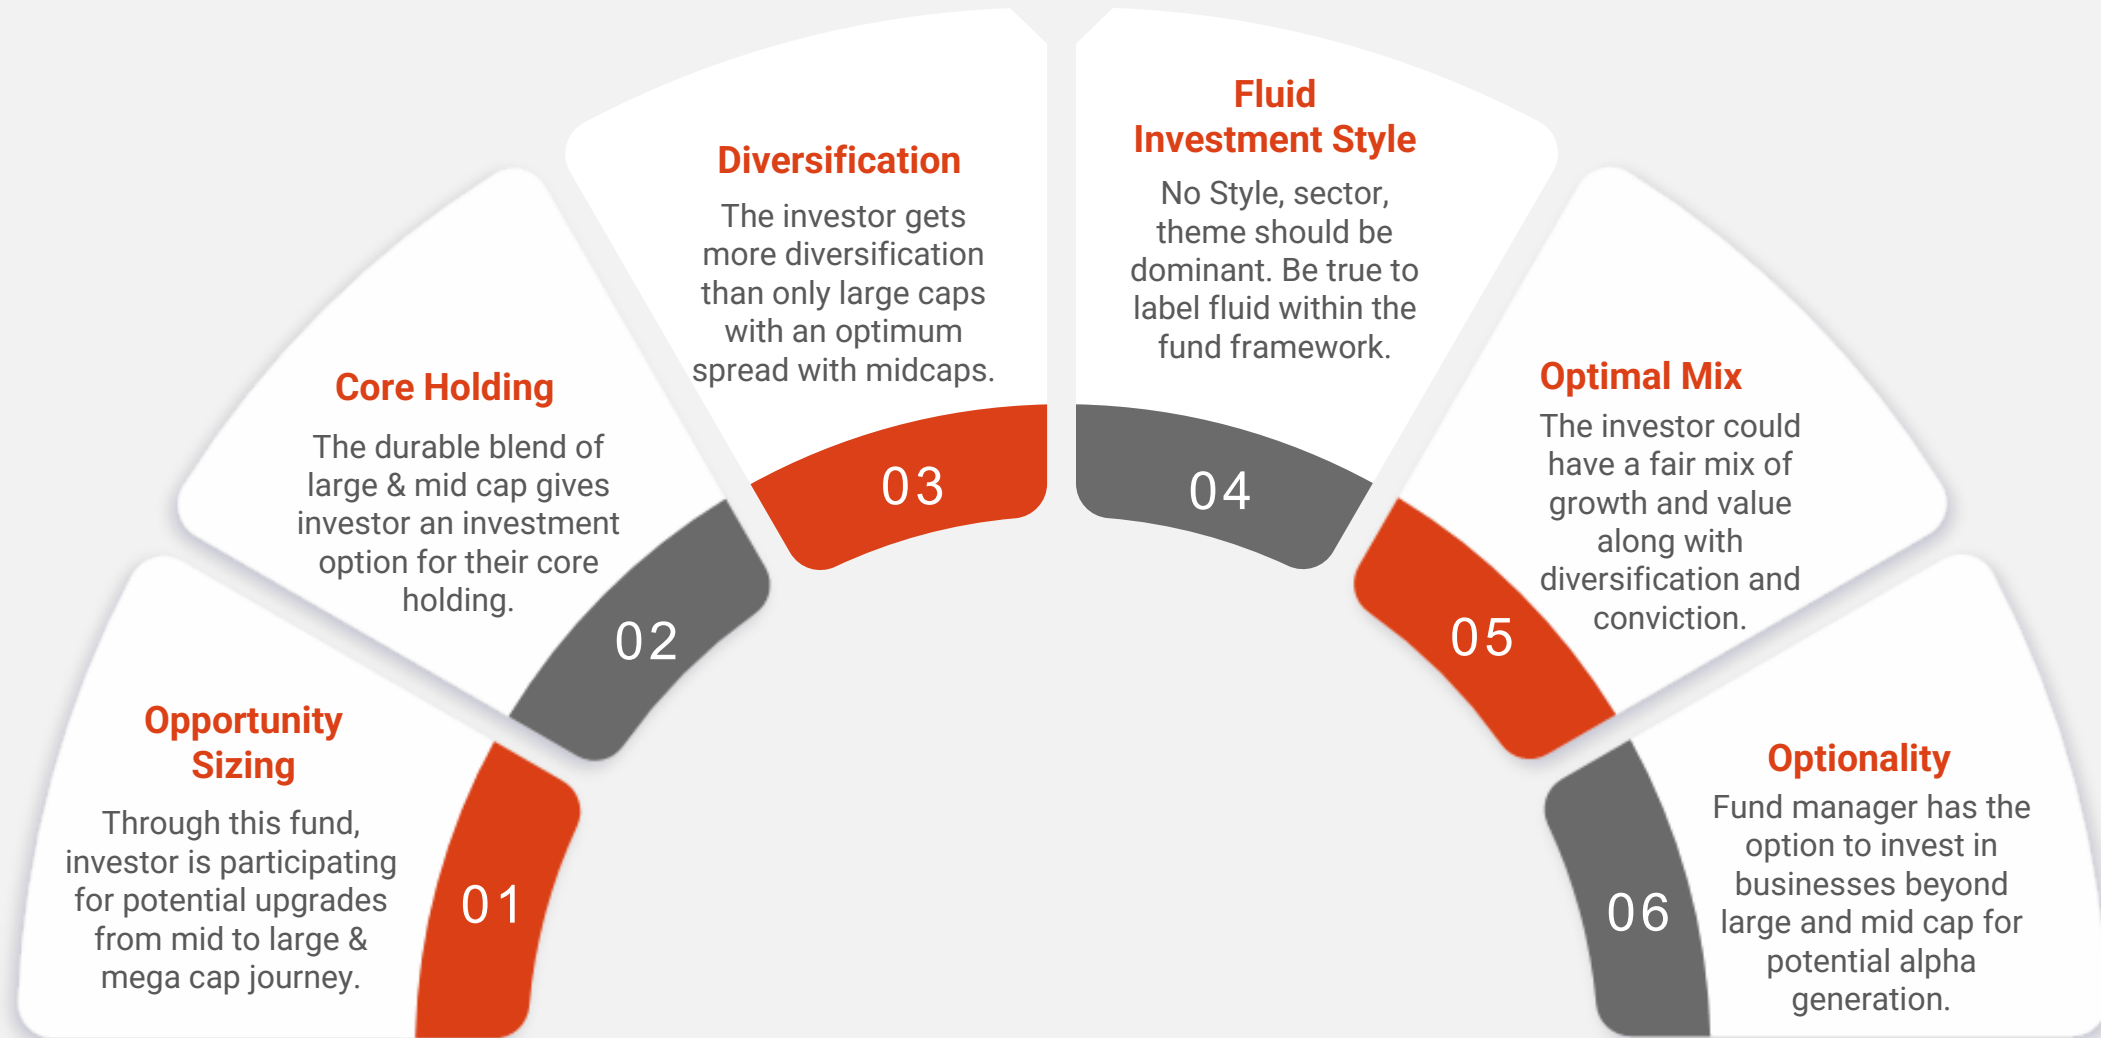 Opportunity
Sizing
Through this fund,
investor is participating
for potential upgrades
from mid to large &
mega cap journey.
01
Core Holding
The durable blend of
large & mid cap gives
investor an investment
option for their core
holding.
02
Diversification
The investor gets
more diversification
than only large caps
with an optimum
spread with midcaps.
03
Fluid
Investment Style
No Style, sector,
theme should be
dominant. Be true to
label fluid within the
fund framework.
04
Optimal Mix
The investor could
have a fair mix of
growth and value
along with
diversification and
conviction.
05
Optionality
Fund manager has the
option to invest in
businesses beyond
large and mid cap for
potential alpha
generation.
06